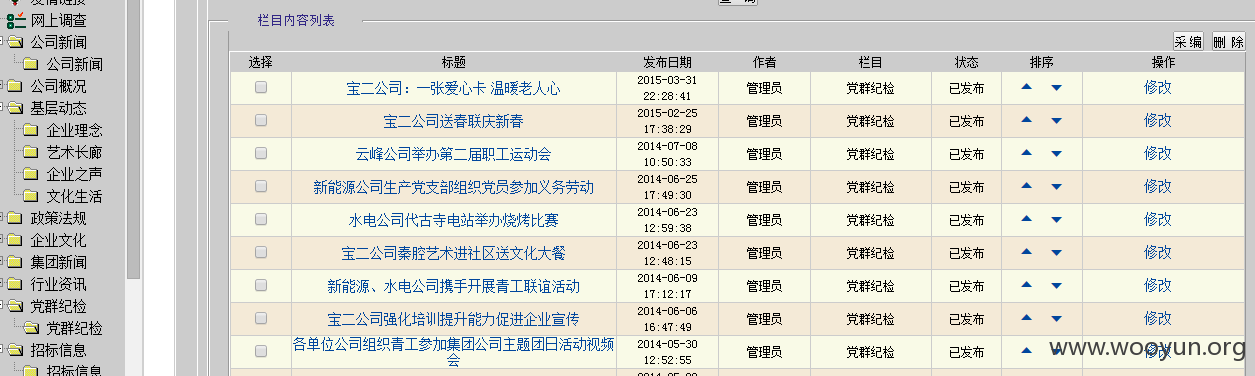 友情链接
网上调查
公司新闻
公司新闻
公司概况
基层动态
企业理念
艺术长廊
企业之声
文化生活
政策法规
企业文化
集团新闻
行业资讯
党群纪检
党群纪检
招标信息
招标信息
查 询
栏目内容列表
采 编 删 除
选择 标题 发布日期 作者 栏目 状态 排序 操作
宝二公司：一张爱心卡 温暖老人心 2015-03-31 22:28:41 管理员 党群纪检 已发布 修改
宝二公司送春联庆新春 2015-02-25 17:38:29 管理员 党群纪检 已发布 修改
云峰公司举办第二届职工运动会 2014-07-08 10:50:33 管理员 党群纪检 已发布 修改
新能源公司生产党支部组织党员参加义务劳动 2014-06-25 17:49:30 管理员 党群纪检 已发布 修改
水电公司代古寺电站举办烧烤比赛 2014-06-23 12:59:38 管理员 党群纪检 已发布 修改
宝二公司秦腔艺术进社区送文化大餐 2014-06-23 12:48:15 管理员 党群纪检 已发布 修改
新能源、水电公司携手开展青工联谊活动 2014-06-09 17:12:17 管理员 党群纪检 已发布 修改
宝二公司强化培训提升能力促进企业宣传 2014-06-06 16:47:49 管理员 党群纪检 已发布 修改
各单位公司组织青工参加集团公司主题团日活动视频会 2014-05-30 12:52:55 管理员 党群纪检 已发布 修改
www.wooyun.org